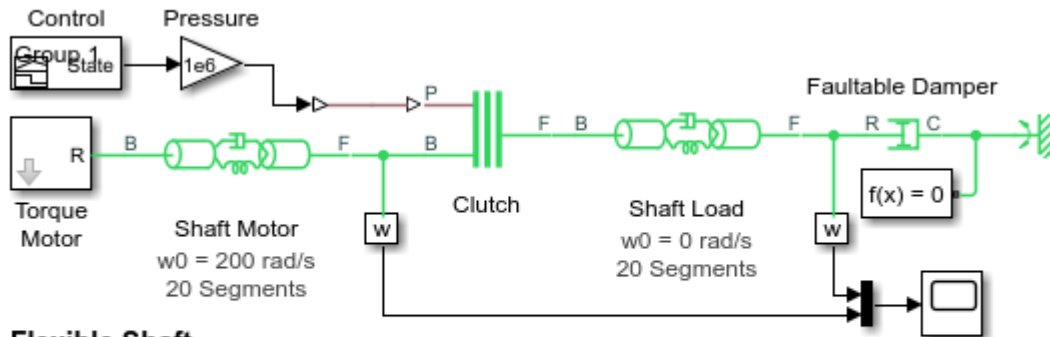 Control
Pressure
Group 1
State
1e6
P
Faultable Damper
R
B
F
B
F
B
F
R
C
f(x) = 0
Torque
Motor
Shaft Motor
w0 = 200 rad/s
20 Segments
w
Clutch
Shaft Load
w0 = 0 rad/s
20 Segments
w
Flexible Shaft